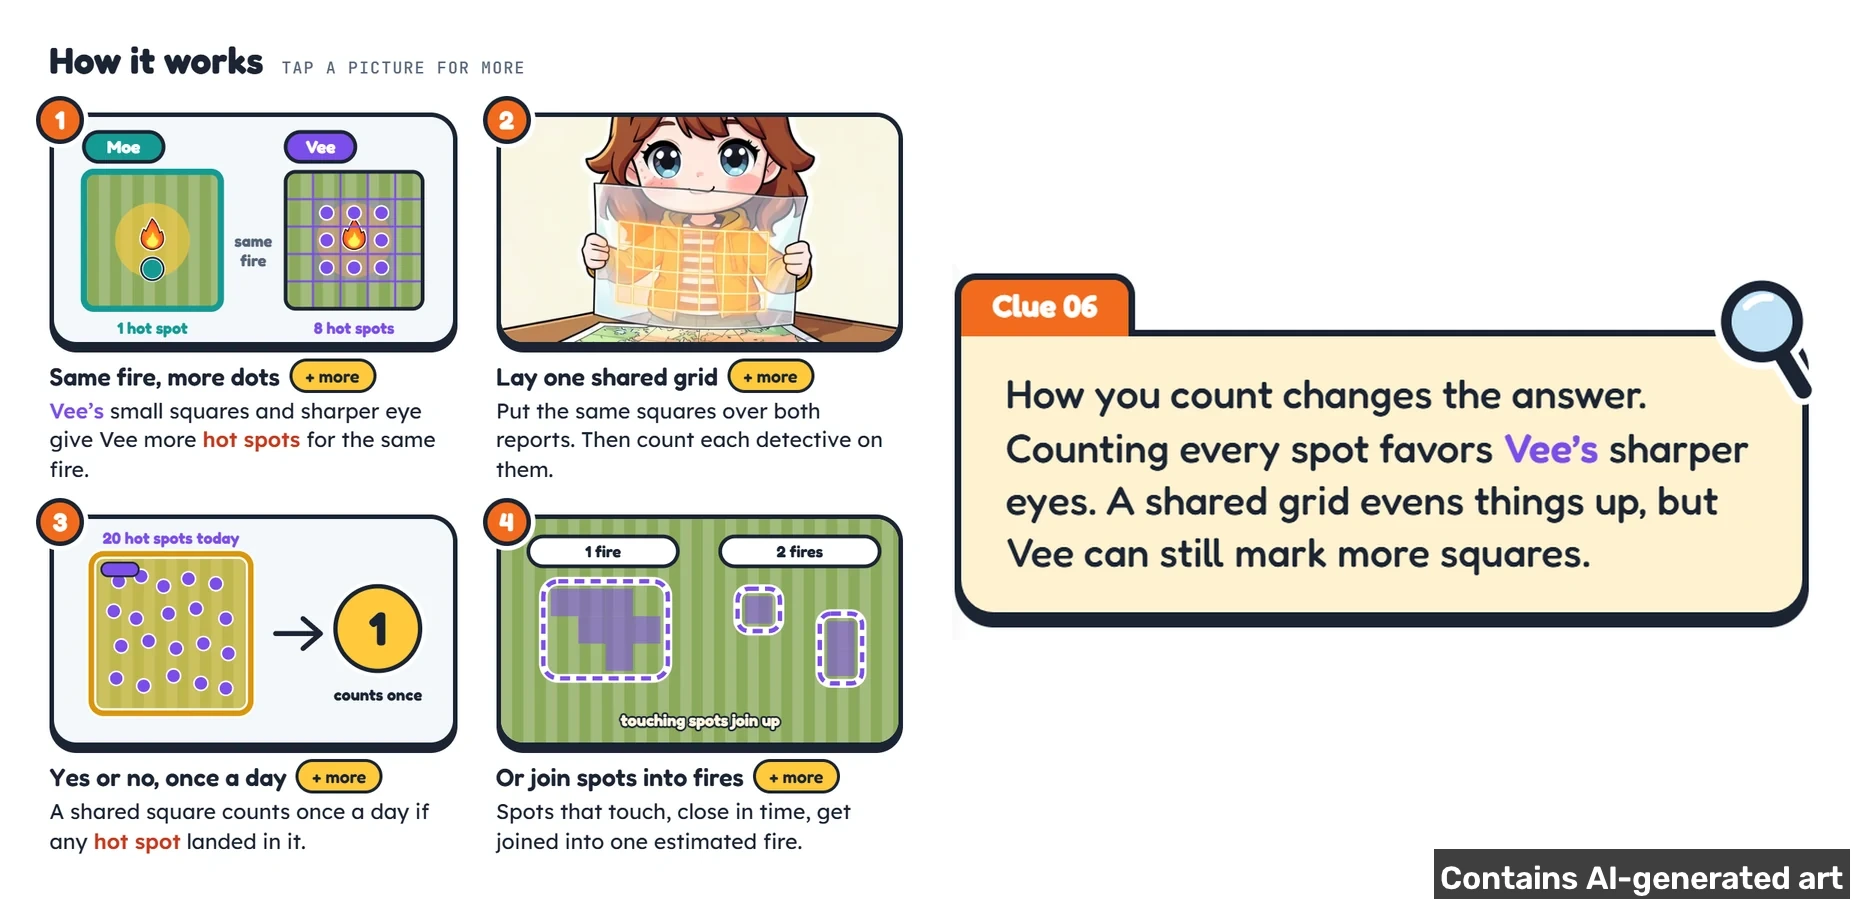 How it works TAP A PICTURE FOR MORE
1
Moe
Vee
same
fire
1 hot spot
8 hot spots
Same fire, more dots + more
Vee's small squares and sharper eye
give Vee more hot spots for the same
fire.
2
Lay one shared grid + more
Put the same squares over both
reports. Then count each detective on
them.
3
20 hot spots today
1
counts once
Yes or no, once a day + more
A shared square counts once a day if
any hot spot landed in it.
4
1 fire
2 fires
touching spots join up
Or join spots into fires + more
Spots that touch, close in time, get
joined into one estimated fire.
Clue 06
How you count changes the answer.
Counting every spot favors Vee's sharper
eyes. A shared grid evens things up, but
Vee can still mark more squares.
Contains AI-generated art